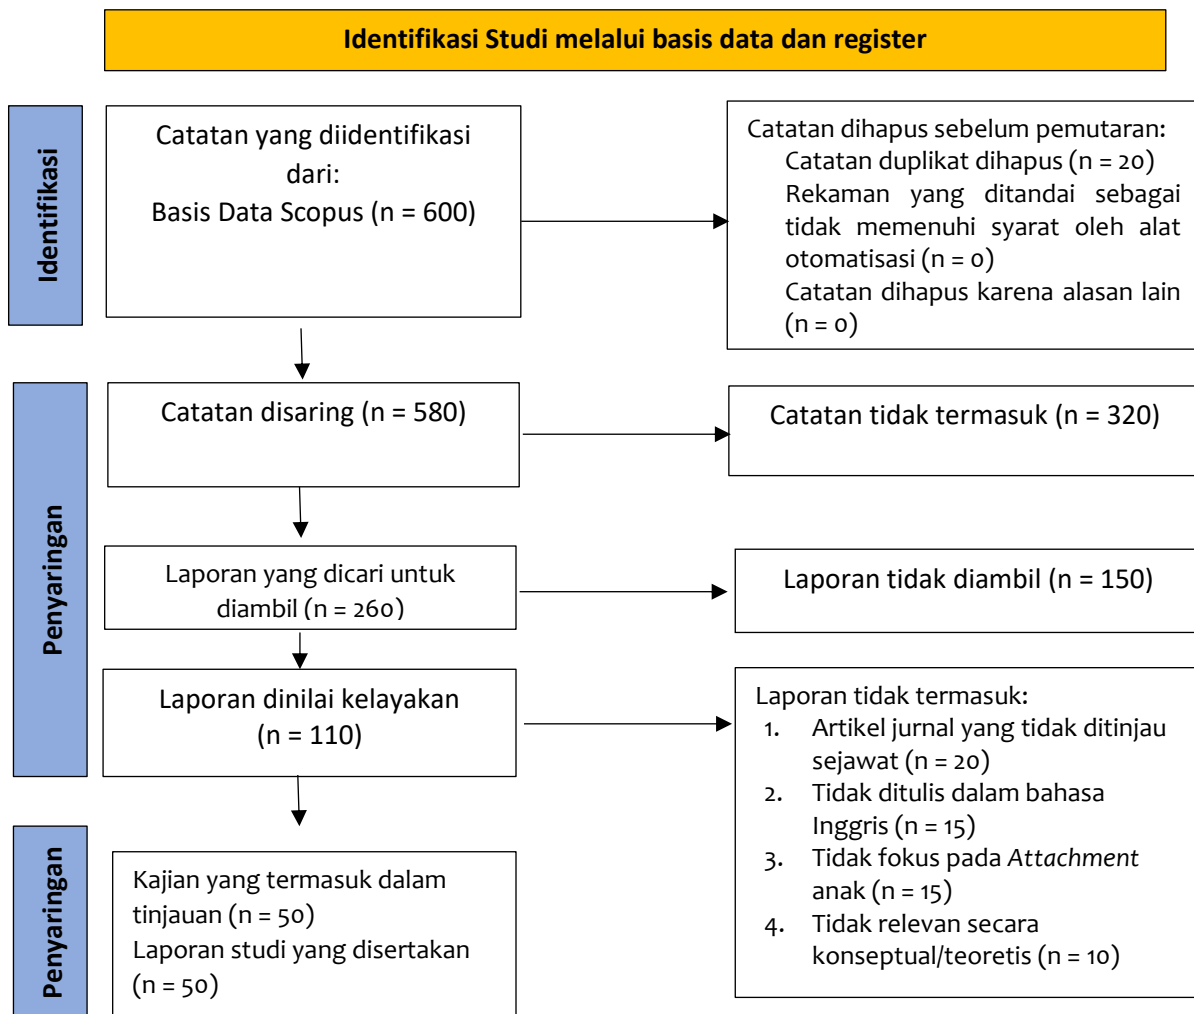 Identifikasi Studi melalui basis data dan register
Identifikasi
Catatan yang diidentifikasi
dari:
Basis Data Scopus (n = 600)
Catatan dihapus sebelum pemutaran:
Catatan duplikat dihapus (n = 20)
Rekaman yang ditandai sebagai
tidak memenuhi syarat oleh alat
otomatisasi (n = 0)
Catatan dihapus karena alasan lain
(n = 0)
Penyaringan
Catatan disaring (n = 580)
Catatan tidak termasuk (n = 320)
Laporan yang dicari untuk
diambil (n = 260)
Laporan tidak diambil (n = 150)
Laporan dinilai kelayakan
(n = 110)
Laporan tidak termasuk:
1. Artikel jurnal yang tidak ditinjau
sejawat (n = 20)
2. Tidak ditulis dalam bahasa
Inggris (n = 15)
3. Tidak fokus pada Attachment
anak (n = 15)
4. Tidak relevan secara
konseptual/teoretis (n = 10)
Penyaringan
Kajian yang termasuk dalam
tinjauan (n = 50)
Laporan studi yang disertakan
(n = 50)